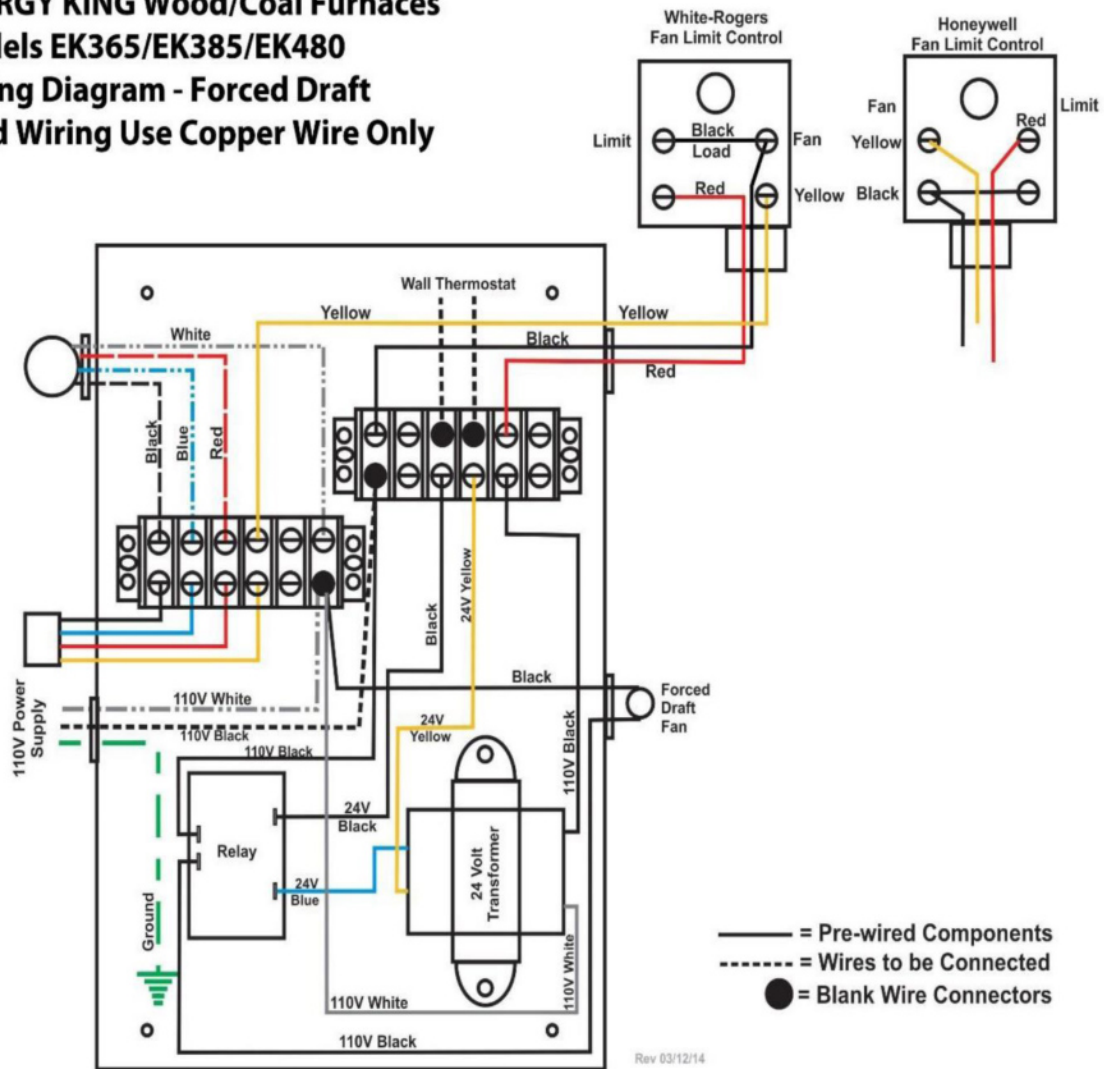 RGY KING Wood/Coal Furnaces
els EK365/EK385/EK480
ng Diagram - Forced Draft
d Wiring Use Copper Wire Only
White-Rogers
Fan Limit Control
Limit
Black
Load
Fan
Red
Yellow
Honeywell
Fan Limit Control
Fan
Limit
Red
Yellow
Black
Wall Thermostat
Yellow
Yellow
White
Black
Red
Black
Blue
Red
Black
24V Yellow
110V Power
Supply
110V White
110V Black
110V Black
Black
Forced
Draft
Fan
24V
Yellow
110V Black
24V
Black
Relay
24V
Blue
24 Volt
Transformer
Ground
110V White
110V White
110V Black
= Pre-wired Components
= Wires to be Connected
= Blank Wire Connectors
Rev 03/12/14